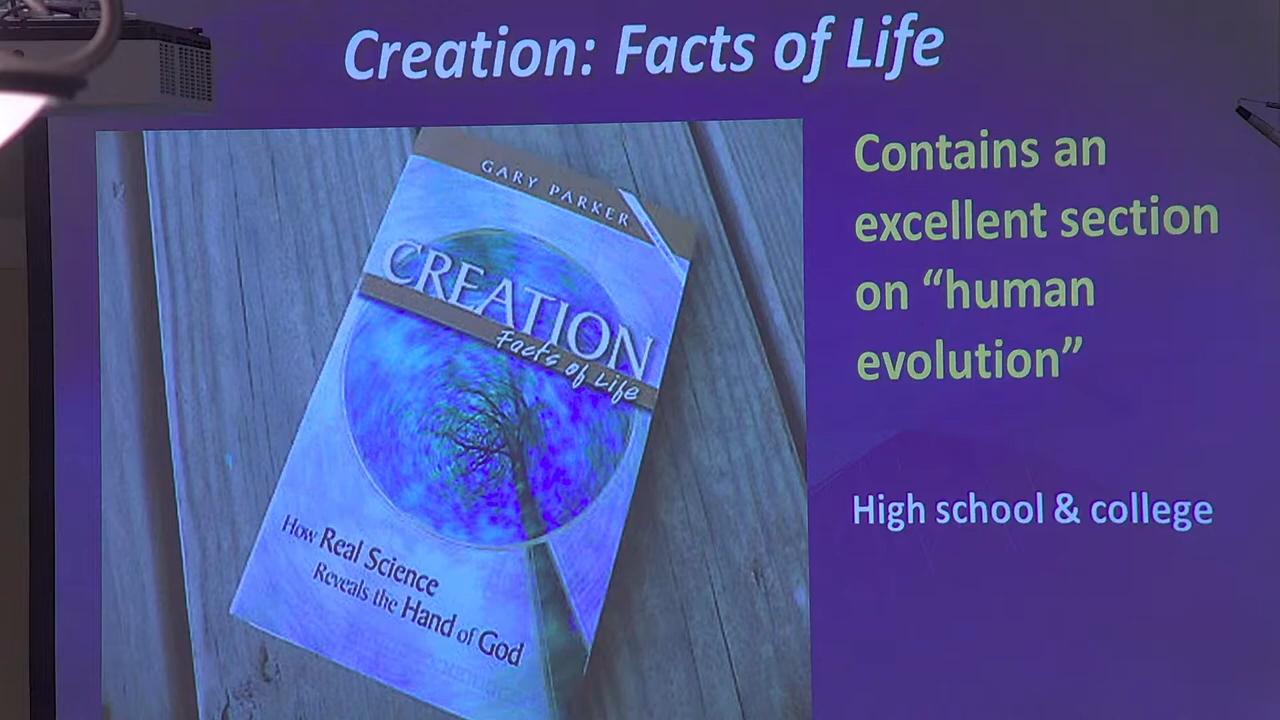 Creation: Facts of Life
GARY PARKER
CREATION
Facts of Life
How Real Science
Reveals the Hand of God
Contains an
excellent section
on “human
evolution”
High school & college